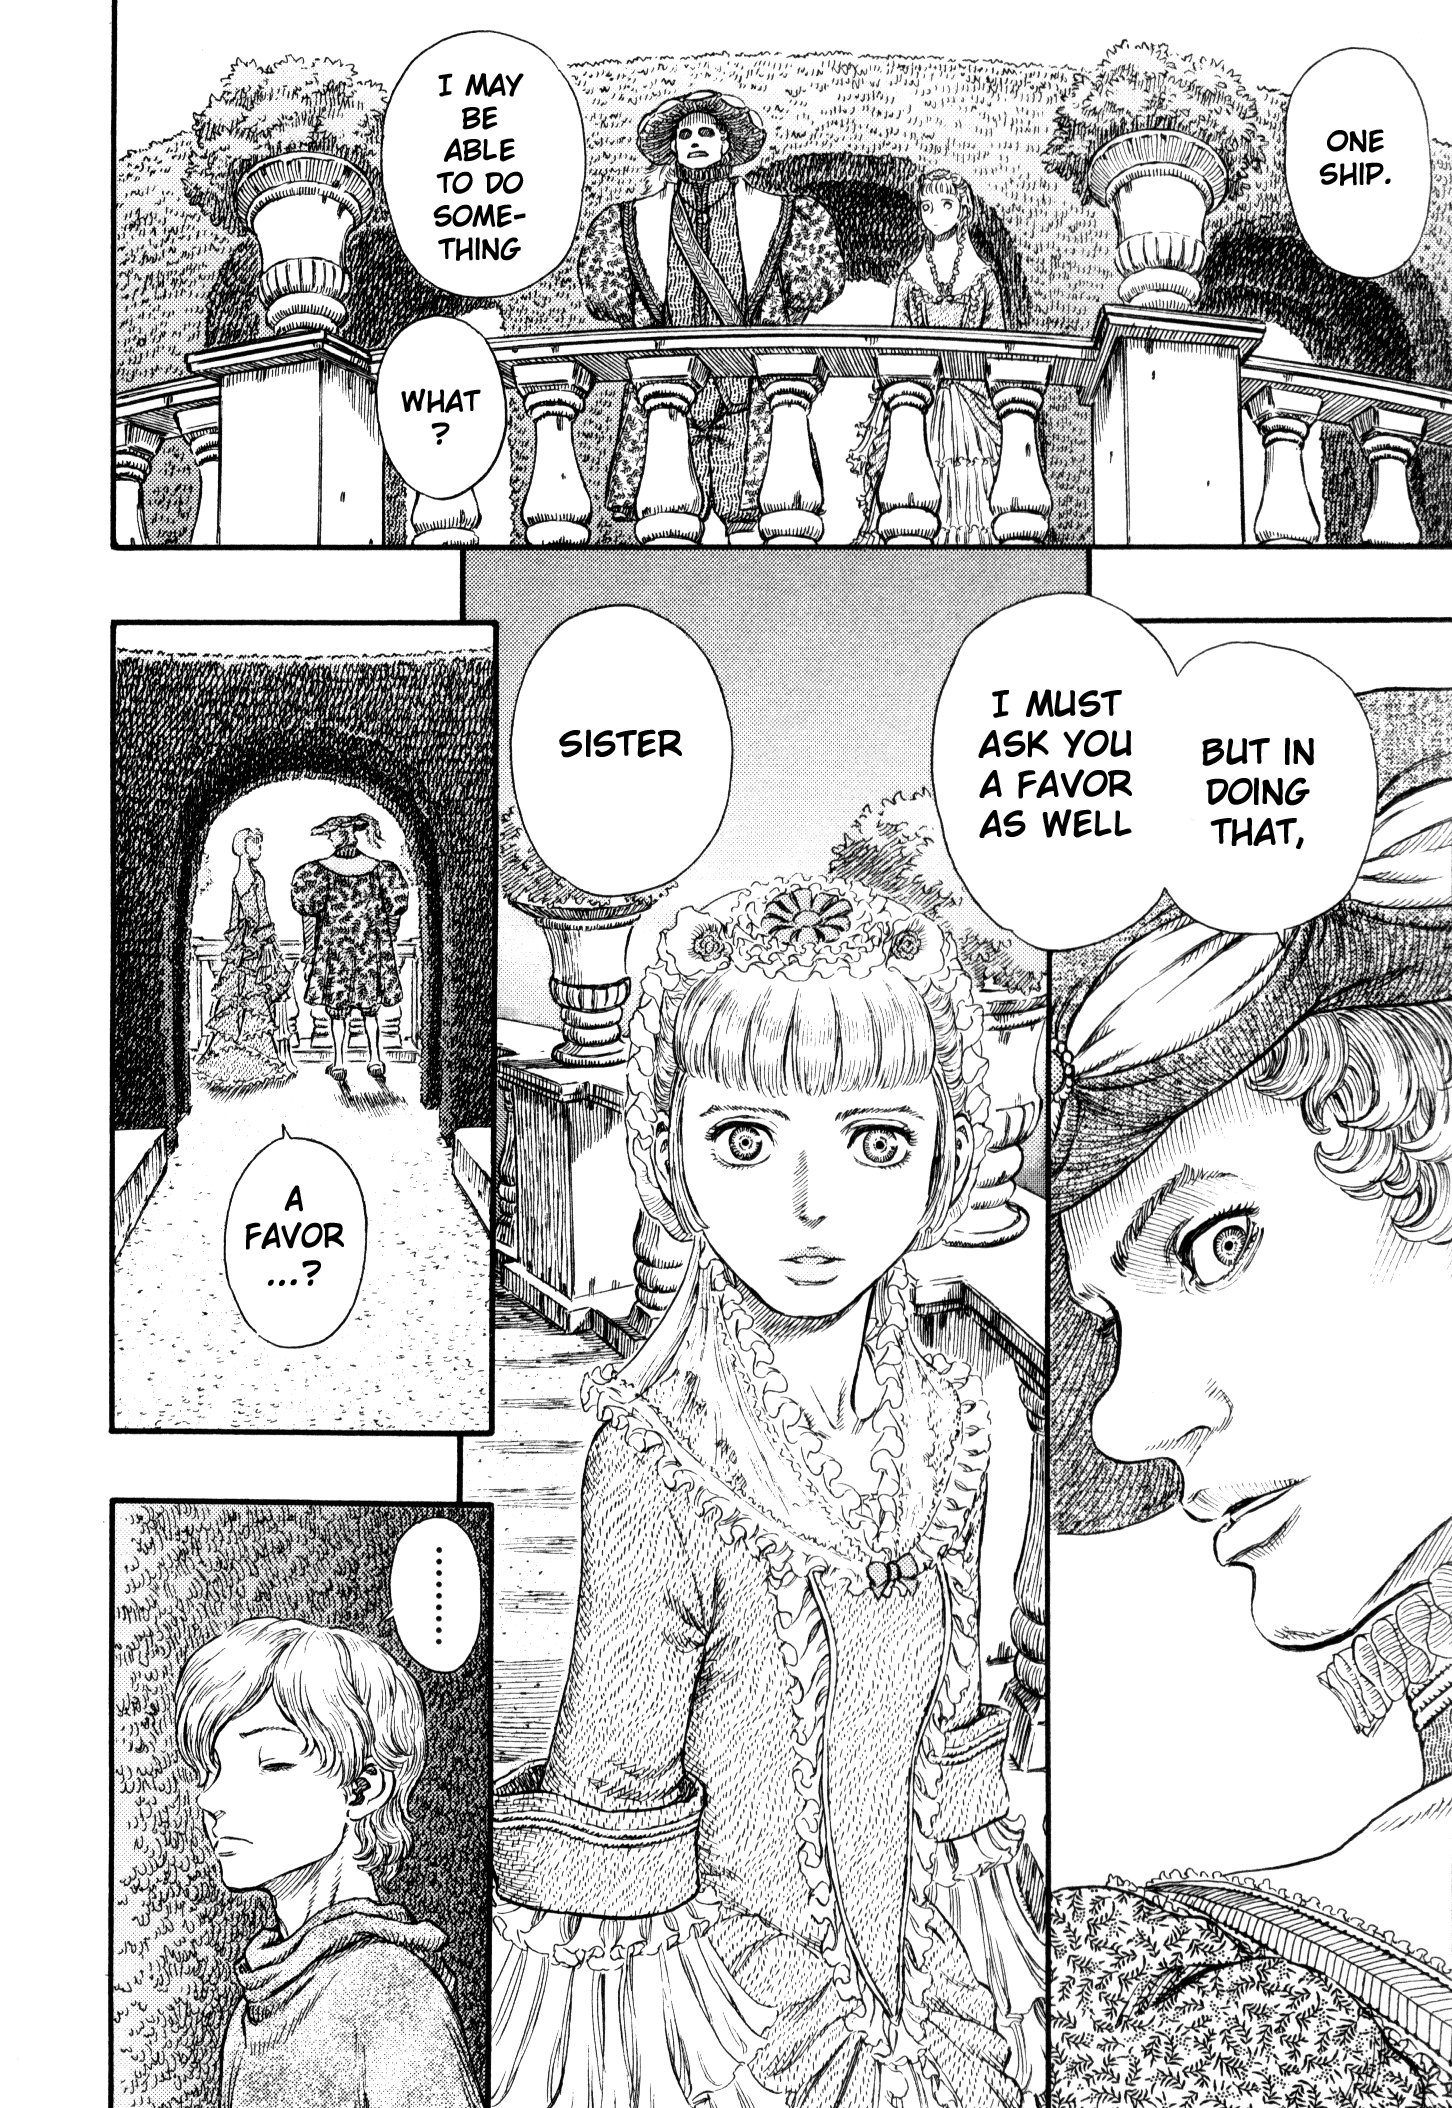 ONE
SHIP.
I MAY
BE
ABLE
TO DO
SOME-
THING
WHAT
?
BUT IN
DOING
THAT,
I MUST
ASK YOU
A FAVOR
AS WELL
SISTER
A
FAVOR
...?
.........